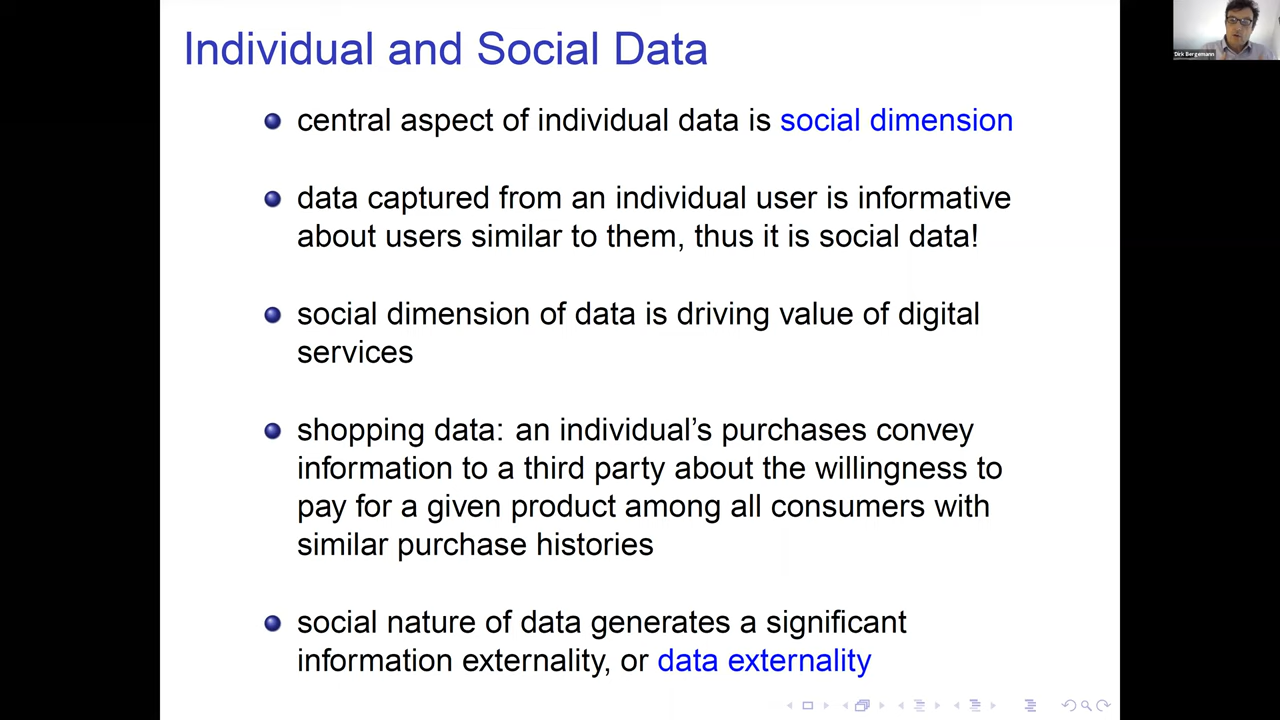 Individual and Social Data
Dirk Bergemann
central aspect of individual data is social dimension
data captured from an individual user is informative
about users similar to them, thus it is social data!
social dimension of data is driving value of digital
services
shopping data: an individual's purchases convey
information to a third party about the willingness to
pay for a given product among all consumers with
similar purchase histories
social nature of data generates a significant
information externality, or data externality